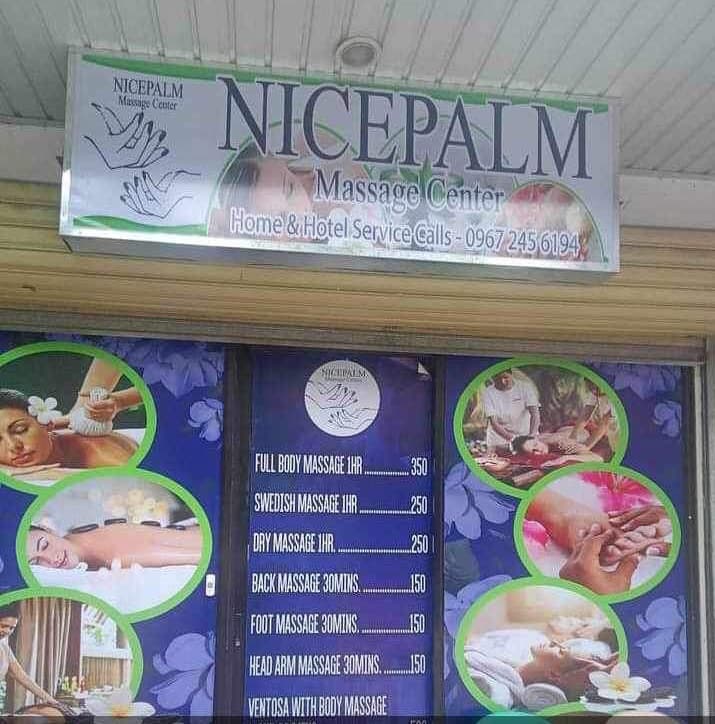 NICEPALM
Massage Center
NICEPALM
Massage Center
Home & Hotel Service Calls - 0967 245 6194
NICEPALM
Massage Center
FULL BODY MASSAGE 1HR ................ 350
SWEDISH MASSAGE 1HR ................250
DRY MASSAGE 1HR. ......................250
BACK MASSAGE 30MINS. ...............150
FOOT MASSAGE 30MINS. ...............150
HEAD ARM MASSAGE 30MINS. .........150
VENTOSA WITH BODY MASSAGE